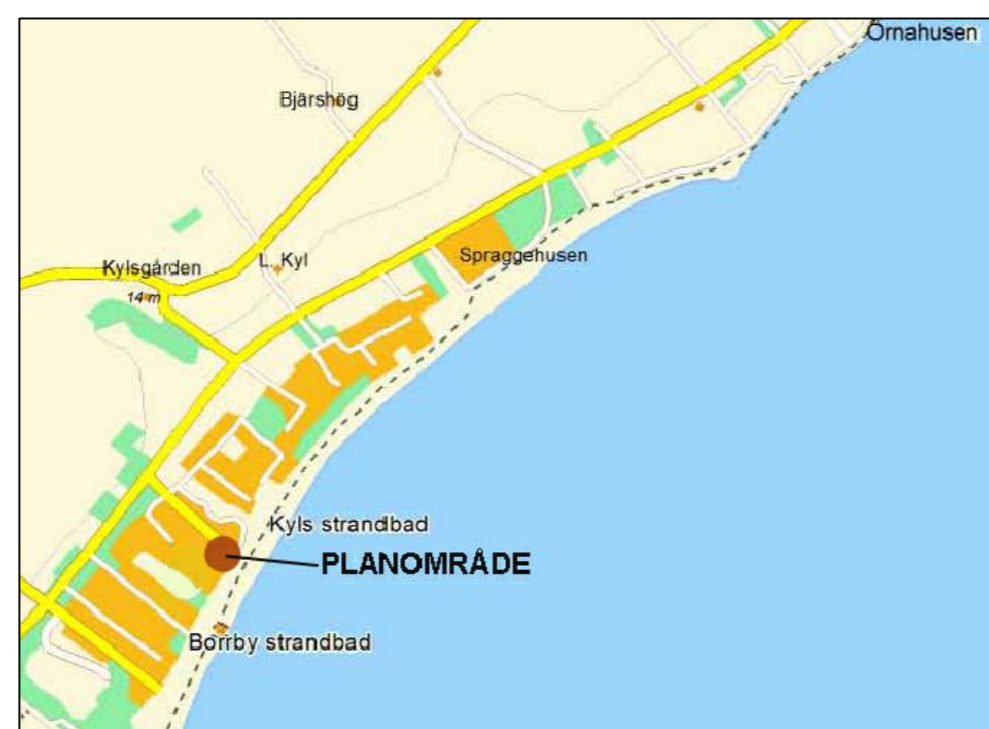 Örnahusen
Bjärshög
Spraggehusen
L. Kyl
Kylsgården
14 m
Kyls strandbad
PLANOMRÅDE
Borrby strandbad